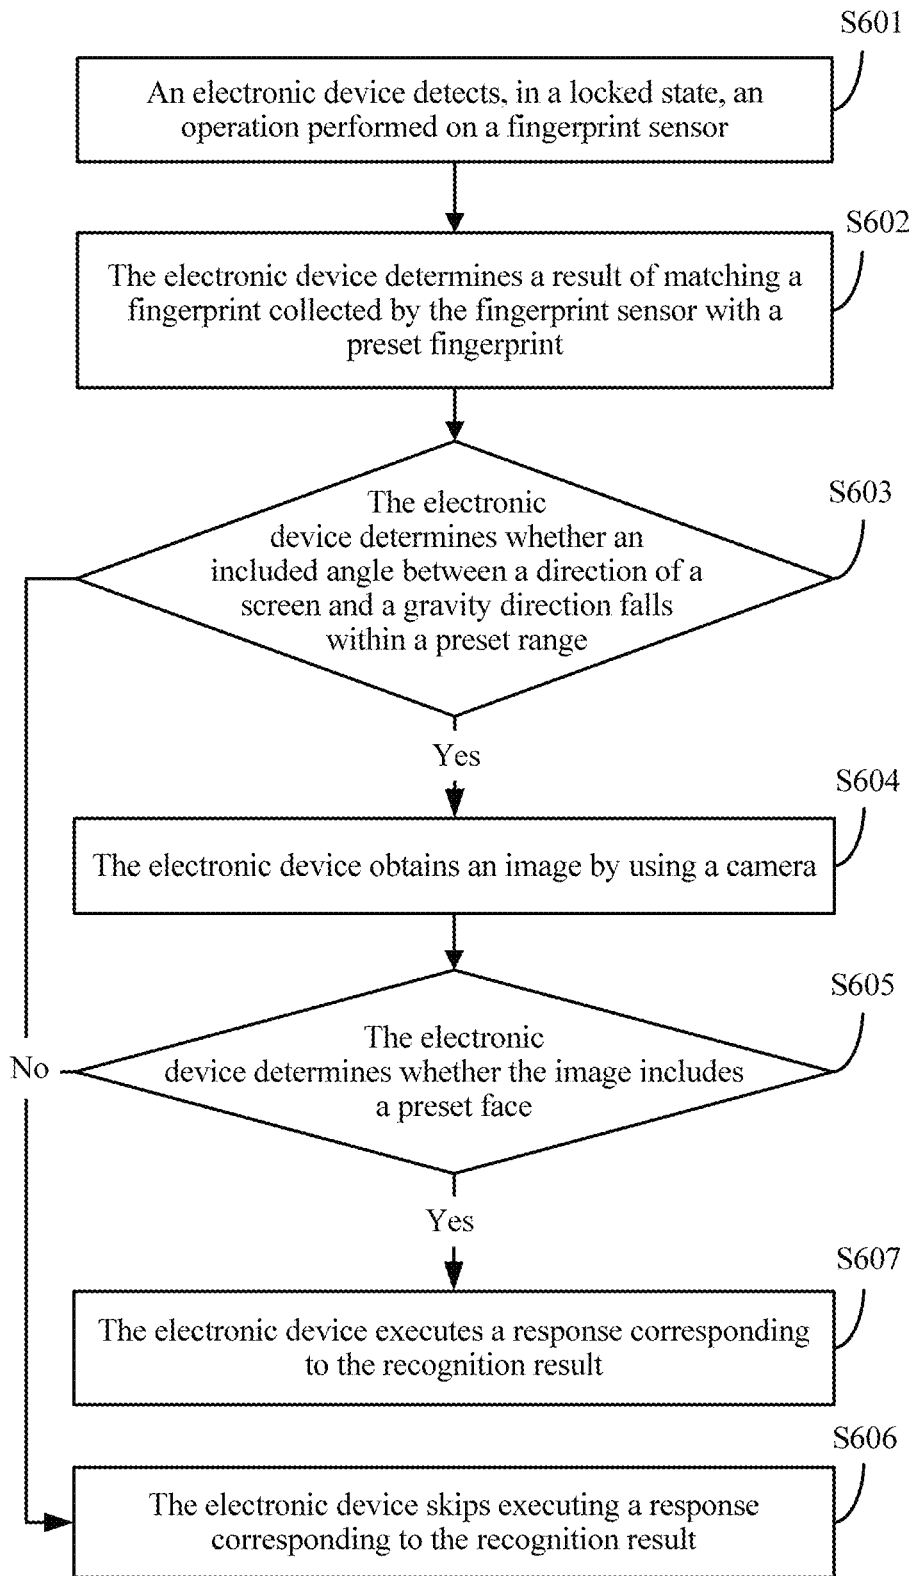 S601
An electronic device detects, in a locked state, an
operation performed on a fingerprint sensor
S602
The electronic device determines a result of matching a
fingerprint collected by the fingerprint sensor with a
preset fingerprint
S603
The electronic
device determines whether an
included angle between a direction of a
screen and a gravity direction falls
within a preset range
Yes
S604
The electronic device obtains an image by using a camera
S605
The electronic
device determines whether the image includes
a preset face
No
Yes
S607
The electronic device executes a response corresponding
to the recognition result
S606
The electronic device skips executing a response
corresponding to the recognition result